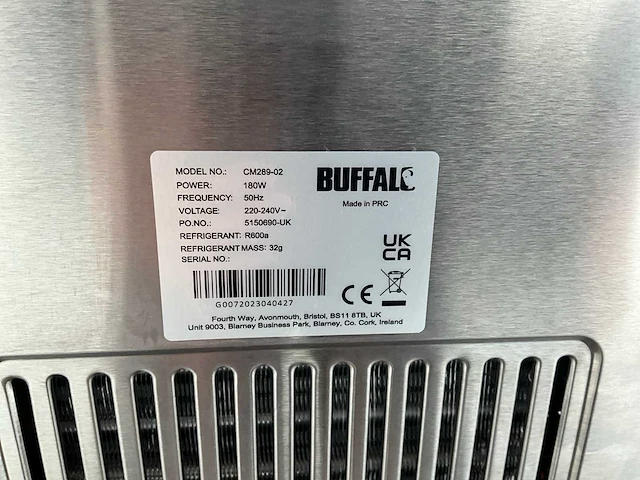 MODEL NO.: CM289-02
POWER: 180W
FREQUENCY: 50Hz
VOLTAGE: 220-240V~
PO.NO.: 5150690-UK
REFRIGERANT: R600a
REFRIGERANT MASS: 32g
SERIAL NO.:
G0072023040427
BUFFALO
Made in PRC
UK
CA
CE
Fourth Way, Avonmouth, Bristol, BS11 8TB, UK
Unit 9003, Blarney Business Park, Blarney, Co. Cork, Ireland